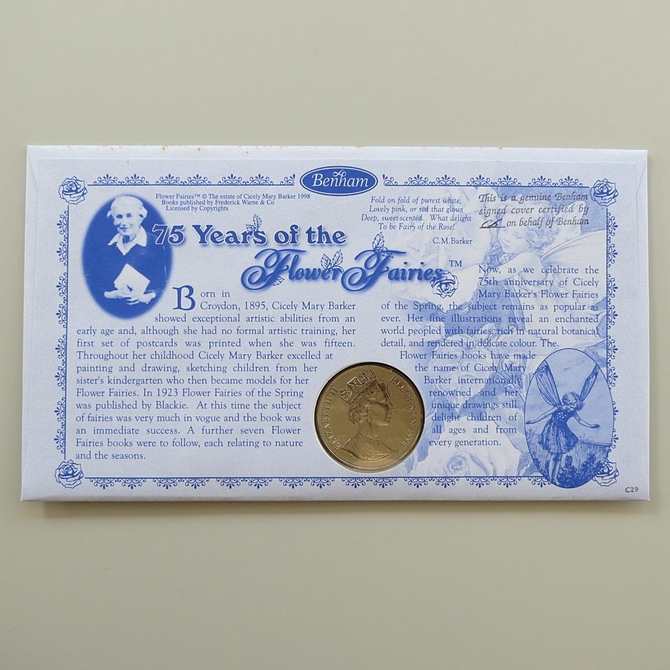 Benham
Flower Fairies™ © The estate of Cicely Mary Barker 1998
Books published by Frederick Warne & Co
Licensed by Copyrights
Fold on fold of purest white,
Lovely pink, or red that glows
Deep, sweet-scented. What delight
To be Fairy of the Rose!
C.M.Barker
This is a genuine Benham
signed cover certified by
on behalf of Benham
75 Years of the
Flower Fairies™
Born in
Croydon, 1895, Cicely Mary Barker
showed exceptional artistic abilities from an
early age and, although she had no formal artistic training, her
first set of postcards was printed when she was fifteen.
Throughout her childhood Cicely Mary Barker excelled at
painting and drawing, sketching children from her
sister's kindergarten who then became models for her
Flower Fairies. In 1923 Flower Fairies of the Spring
was published by Blackie. At this time the subject
of fairies was very much in vogue and the book was
an immediate success. A further seven Flower
Fairies books were to follow, each relating to nature
and the seasons.
Now, as we celebrate the
75th anniversary of Cicely
Mary Barker's Flower Fairies
of the Spring, the subject remains as popular as
ever. Her fine illustrations reveal an enchanted
world peopled with fairies, rich in natural botanical
detail, and rendered in delicate colour. The
Flower Fairies books have made
the name of Cicely Mary
Barker internationally
renowned and her
unique drawings still
delight children of
all ages and from
every generation.
ELIZABETH II
C29